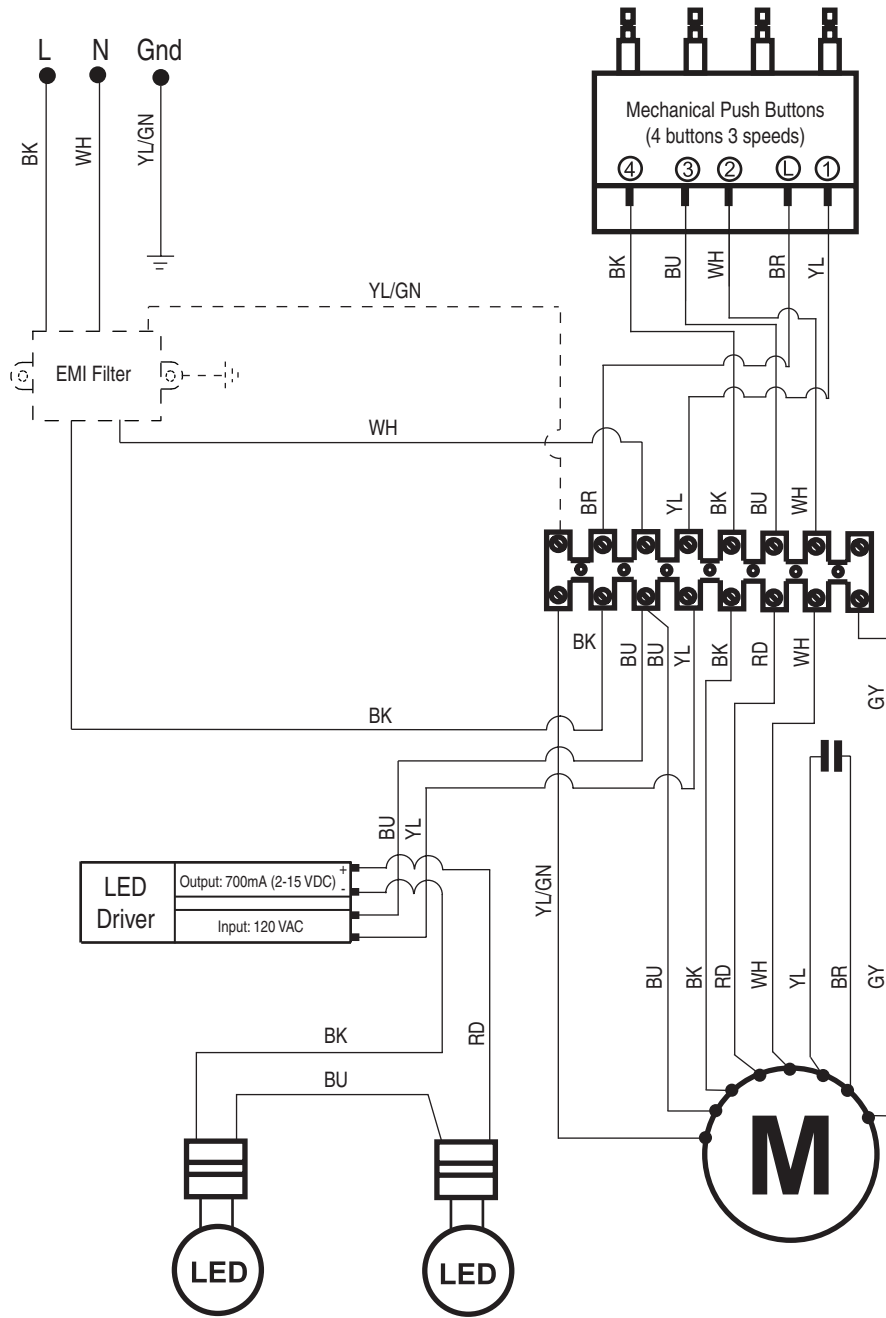 L N Gnd
BK
WH
YL/GN
Mechanical Push Buttons
(4 buttons 3 speeds)
4 3 2 L 1
BK
BU
WH
BR
YL
YL/GN
EMI Filter
WH
BR
YL
BK
BU
WH
BK
BU
BU
YL
BK
RD
WH
GY
BK
BU
YL
LED
Driver
Output: 700mA (2-15 VDC)
+
-
Input: 120 VAC
YL/GN
BU
BK
RD
WH
YL
BR
GY
BK
RD
BU
M
LED
LED